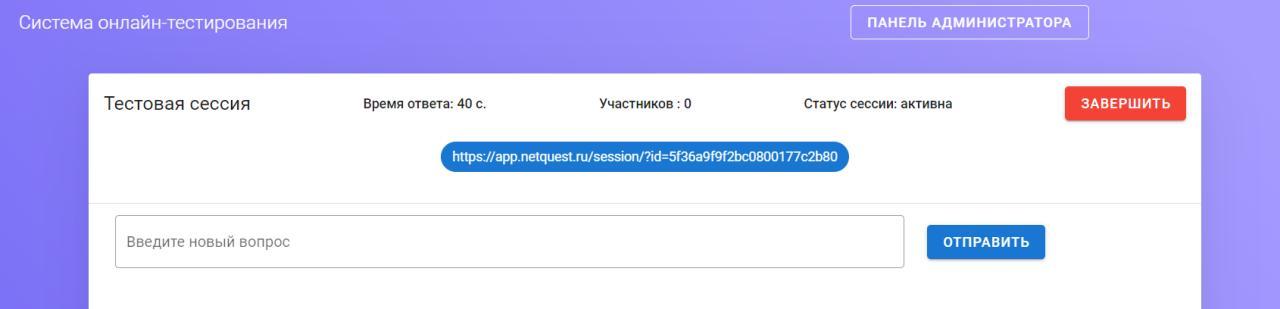 Система онлайн-тестирования
ПАНЕЛЬ АДМИНИСТРАТОРА
Тестовая сессия
Время ответа: 40 с.
Участников : 0
Статус сессии: активна
ЗАВЕРШИТЬ
https://app.netquest.ru/session/?id=5f36a9f9f2bc0800177c2b80
Введите новый вопрос
ОТПРАВИТЬ